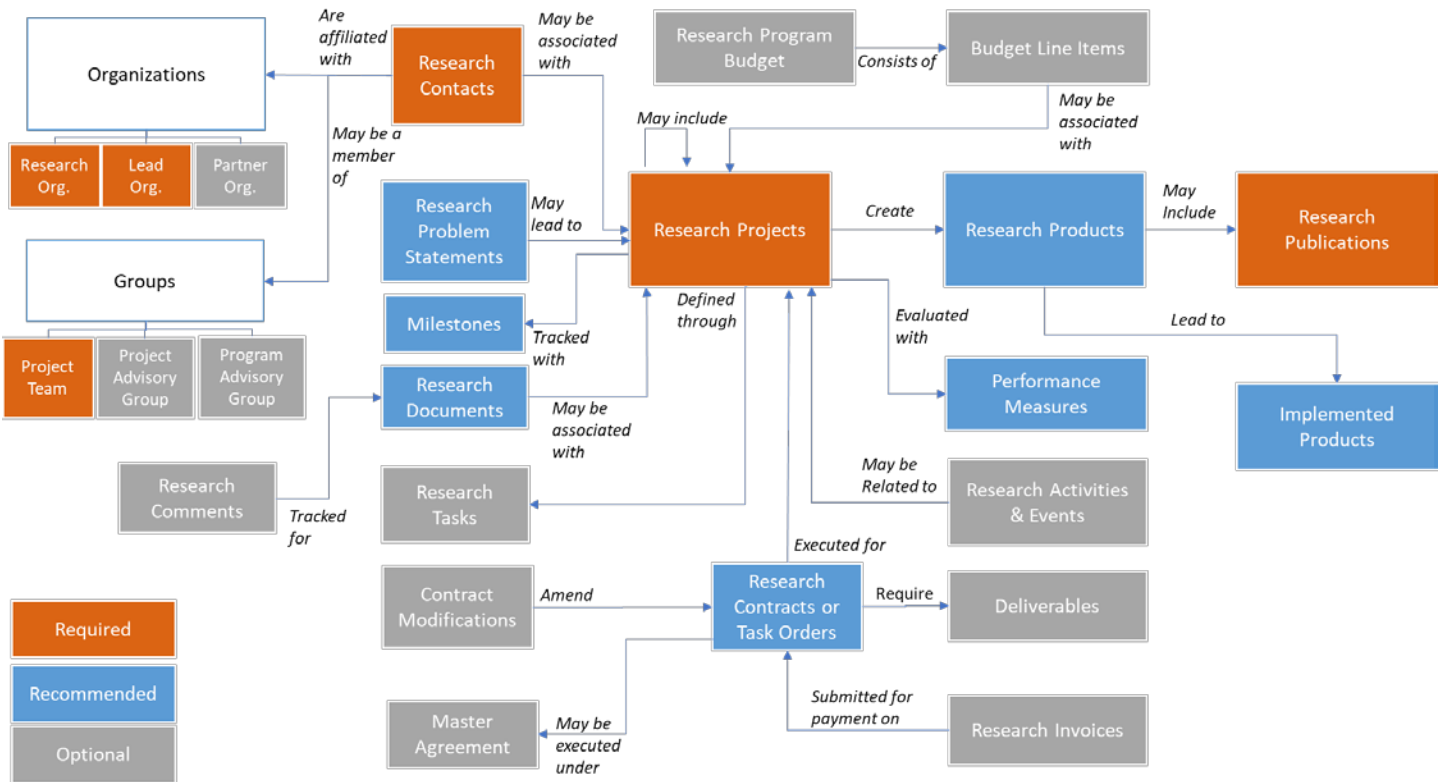 Are
affiliated
with
May be
associated
with
Organizations
Research
Contacts
Research Program
Budget
Consists of
Budget Line Items
May be a
member
of
May include
May be
associated
with
Research
Org.
Lead
Org.
Partner
Org.
Research
Problem
Statements
May
lead to
Research Projects
Create
Research Products
May
Include
Research
Publications
Groups
Milestones
Tracked
with
Defined
through
Evaluated
with
Lead to
Project
Team
Project
Advisory
Group
Program
Advisory
Group
Research
Documents
May be
associated
with
Performance
Measures
Implemented
Products
Research
Comments
Tracked
for
Research
Tasks
May be
Related to
Research Activities
& Events
Executed for
Contract
Modifications
Amend
Research
Contracts or
Task Orders
Require
Deliverables
Required
Recommended
Optional
Master
Agreement
May be
executed
under
Submitted for
payment on
Research Invoices